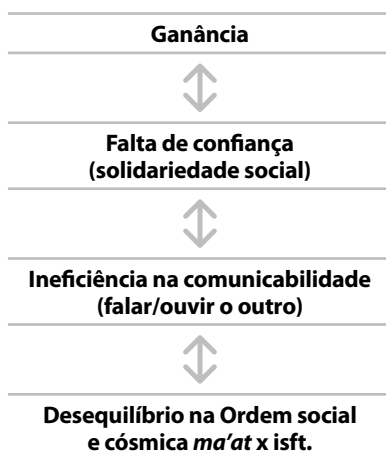 Ganância
Falta de confiança
(solidariedade social)
Ineficiência na comunicabilidade
(falar/ouvir o outro)
Desequilíbrio na Ordem social
e cósmica ma'at x isft.